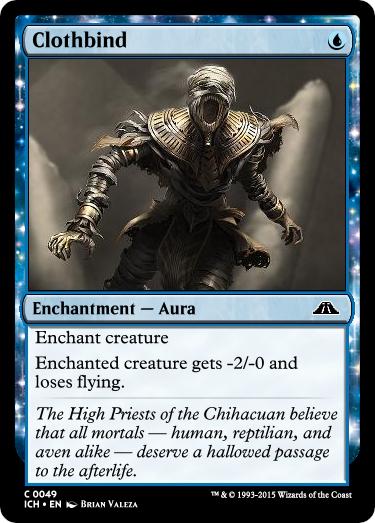 Clothbind
Enchantment — Aura
Enchant creature
Enchanted creature gets -2/-0 and
loses flying.
The High Priests of the Chihacuan believe
that all mortals — human, reptilian, and
aven alike — deserve a hallowed passage
to the afterlife.
C 0049
ICH • EN Brian Valeza
™ & © 1993-2015 Wizards of the Coast